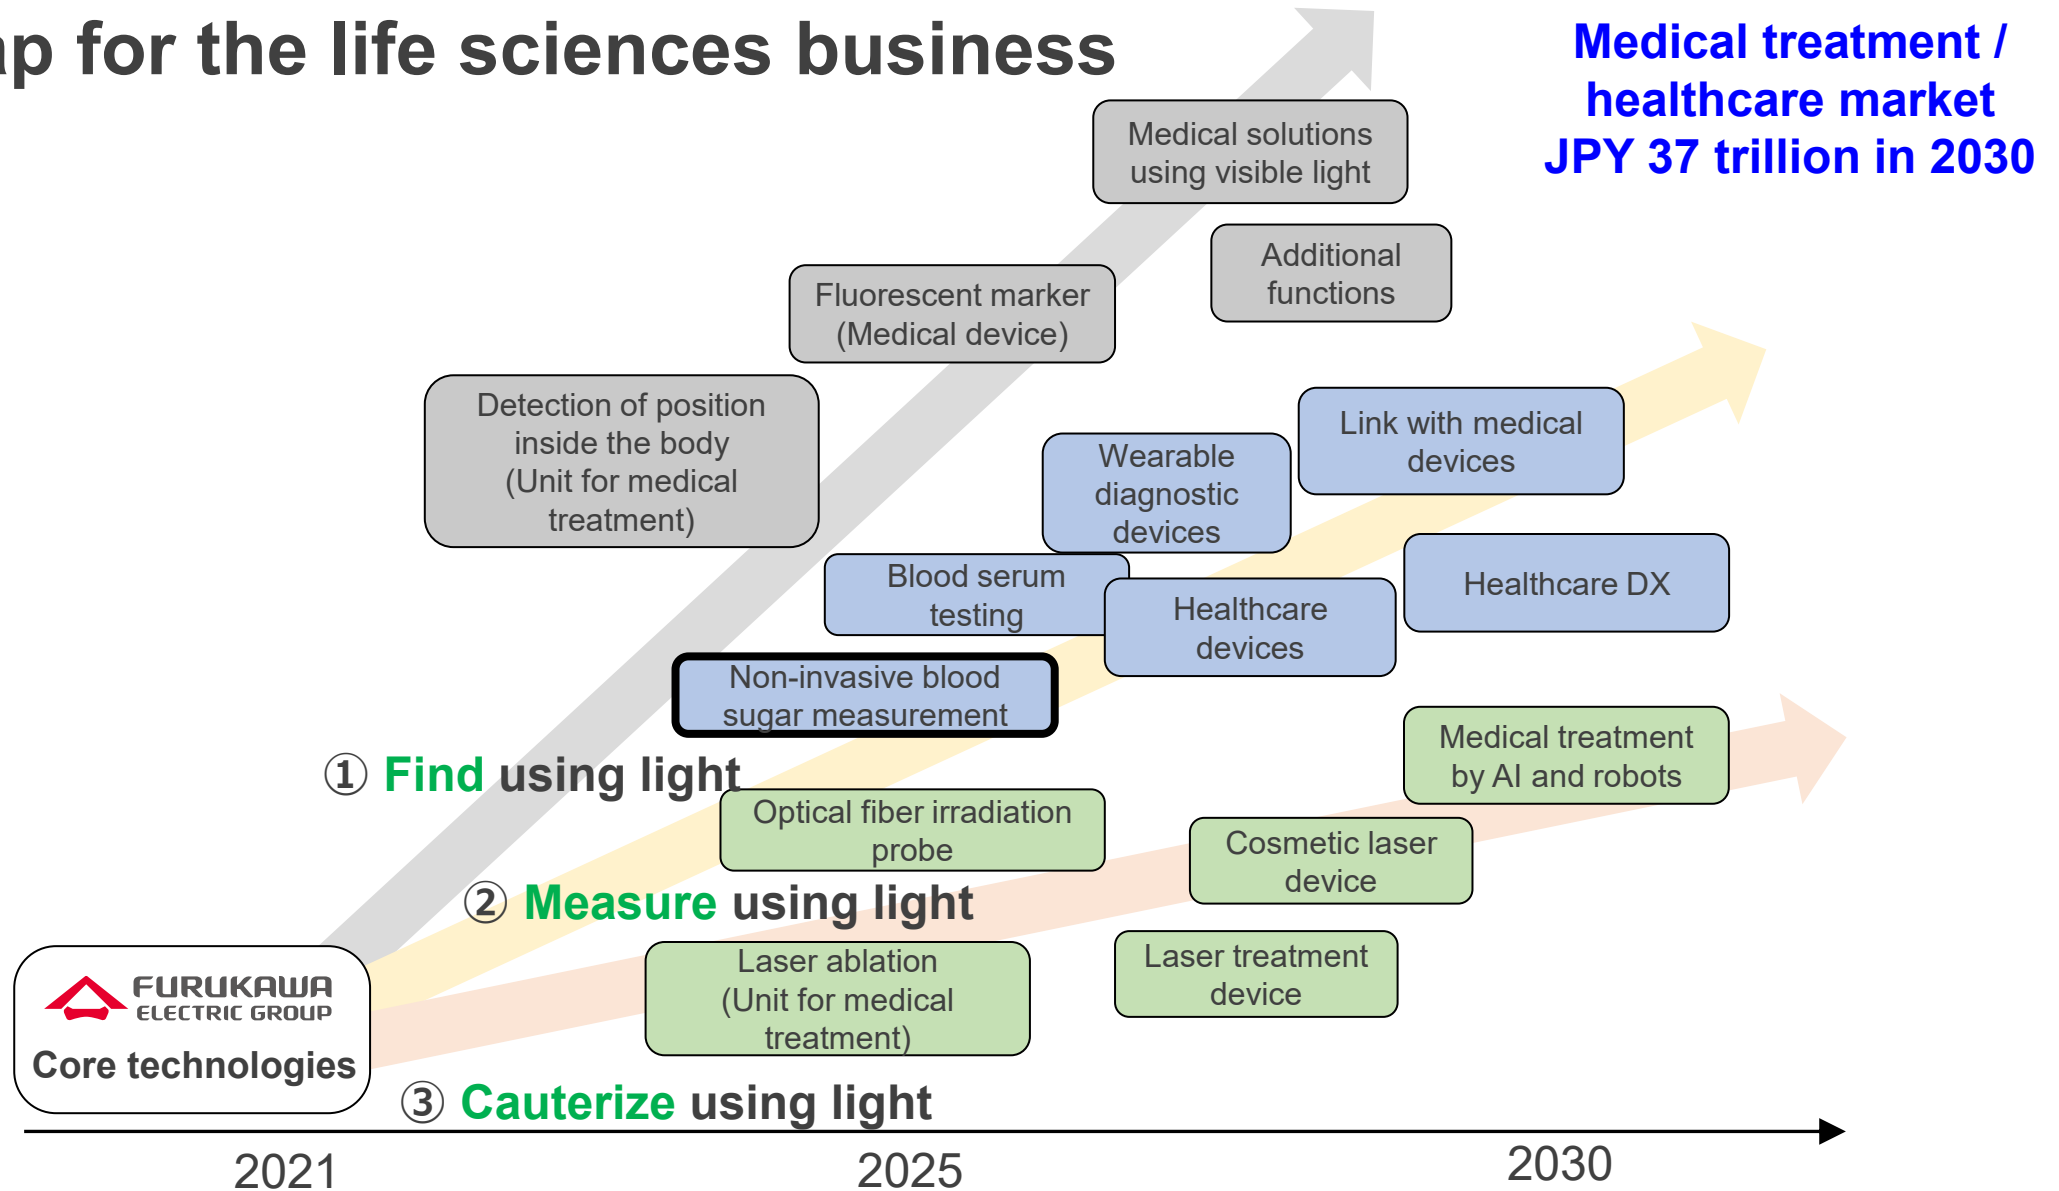 ap for the life sciences business
Medical treatment /
healthcare market
JPY 37 trillion in 2030
Medical solutions
using visible light
Additional
functions
Fluorescent marker
(Medical device)
Detection of position
inside the body
(Unit for medical
treatment)
Link with medical
devices
Wearable
diagnostic
devices
Blood serum
testing
Healthcare
devices
Healthcare DX
Non-invasive blood
sugar measurement
① Find using light
Medical treatment
by AI and robots
Optical fiber irradiation
probe
Cosmetic laser
device
② Measure using light
Laser ablation
(Unit for medical
treatment)
Laser treatment
device
FURUKAWA
ELECTRIC GROUP
Core technologies
③ Cauterize using light
2021
2025
2030